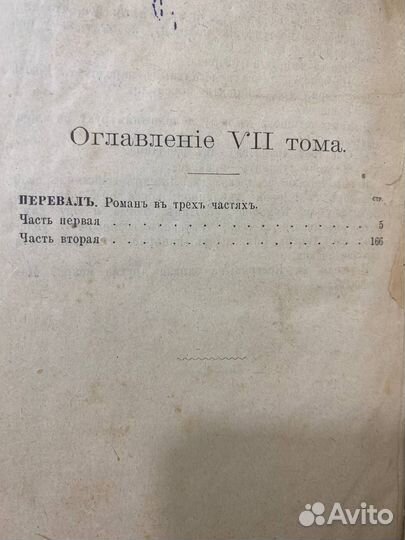 Оглавленіе VII тома.
стр.
ПЕРЕВАЛЪ. Романъ въ трехъ частяхъ.
Часть первая . . . . . . . . . . . . . . . 5
Часть вторая . . . . . . . . . . . . . . . 166
Avito